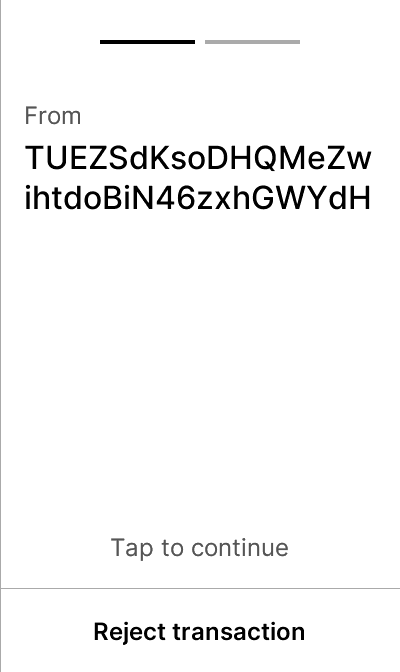 From
TUEZSdKsoDHQMeZw
ihtdoBiN46zxhGWYdH
Tap to continue
Reject transaction